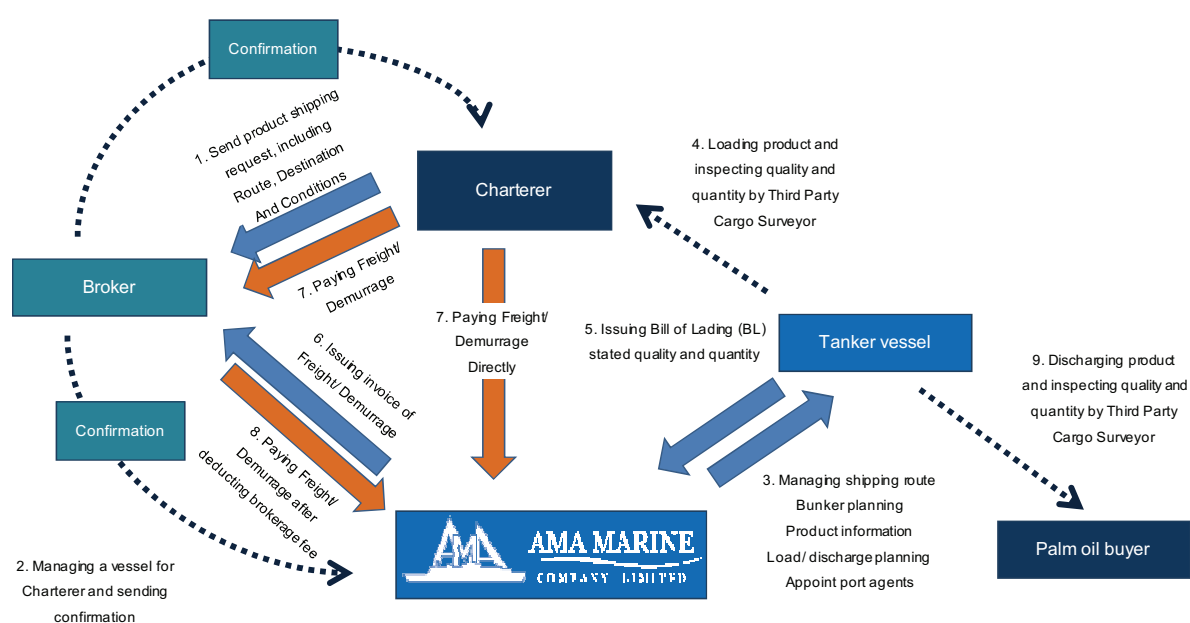 Confirmation
1. Send product shipping
request, including
Route, Destination
And Conditions
Charterer
4. Loading product and
inspecting quality and
quantity by Third Party
Cargo Surveyor
Broker
7. Paying Freight/
Demurrage
7. Paying Freight/
Demurrage
Directly
5. Issuing Bill of Lading (BL)
stated quality and quantity
Tanker vessel
6. Issuing invoice of
Freight/ Demurrage
9. Discharging product
and inspecting quality and
quantity by Third Party
Cargo Surveyor
Confirmation
8. Paying Freight/
Demurrage after
deducting brokerage fee
3. Managing shipping route
Bunker planning
Product information
Load/ discharge planning
Appoint port agents
AMA
AMA MARINE
COMPANY LIMITED
Palm oil buyer
2. Managing a vessel for
Charterer and sending
confirmation